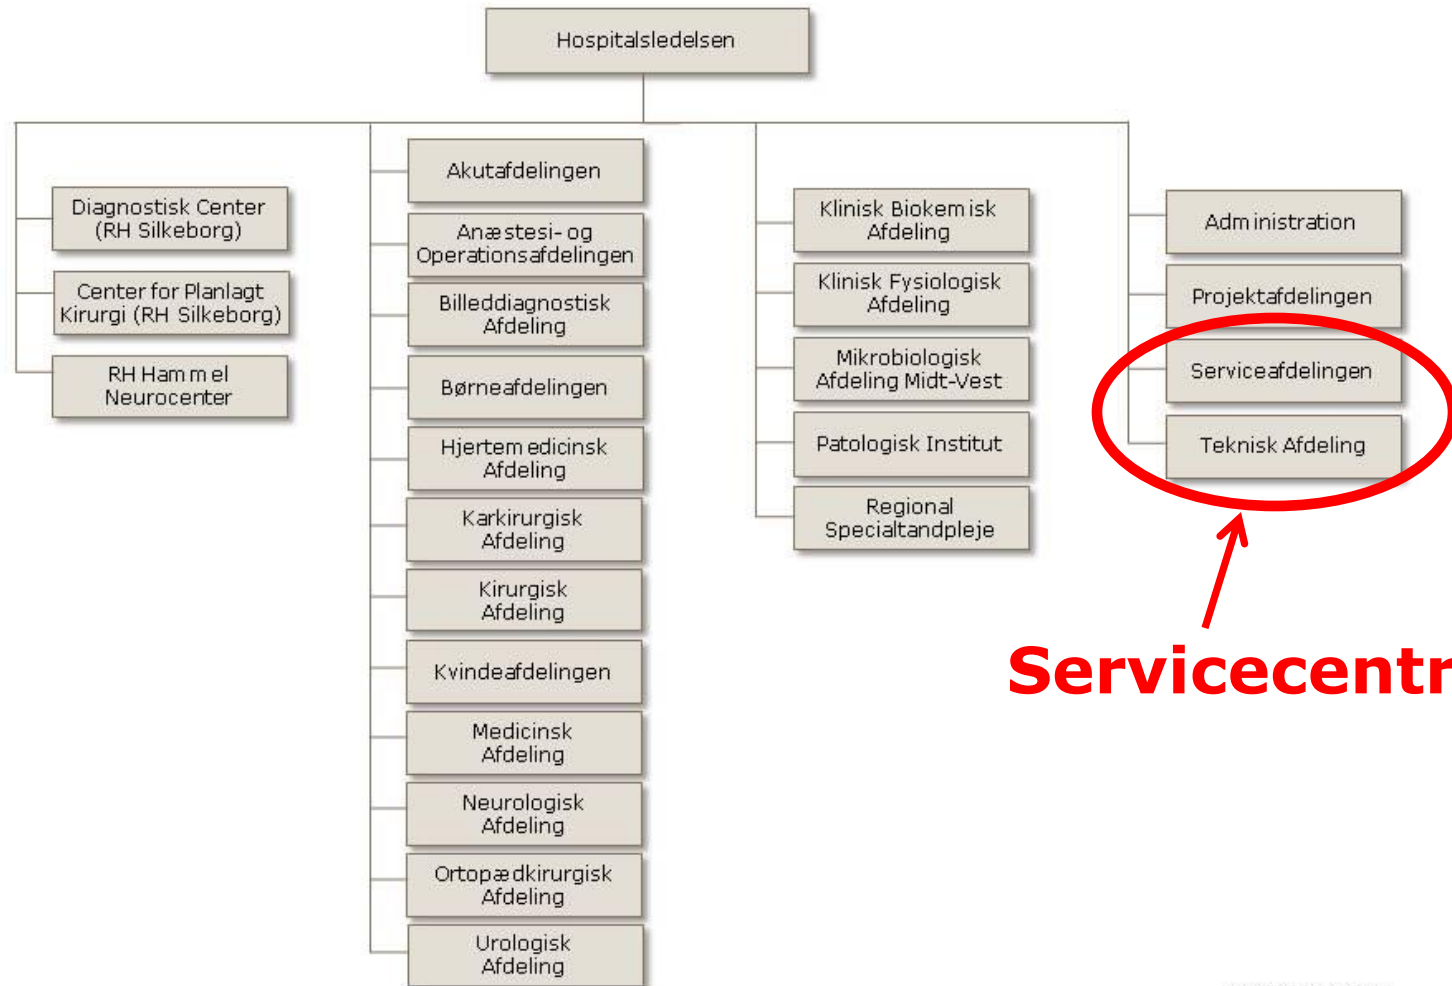 Hospitalsledelsen
Diagnostisk Center
(RH Silkeborg)
Center for Planlagt
Kirurgi (RH Silkeborg)
RH Hammel
Neurocenter
Akutafdelingen
Anæstesi- og
Operationsafdelingen
Billeddiagnostisk
Afdeling
Børneafdelingen
Hjertemedicinsk
Afdeling
Karkirurgisk
Afdeling
Kirurgisk
Afdeling
Kvindeafdelingen
Medicinsk
Afdeling
Neurologisk
Afdeling
Ortopædkirurgisk
Afdeling
Urologisk
Afdeling
Klinisk Biokemisk
Afdeling
Klinisk Fysiologisk
Afdeling
Mikrobiologisk
Afdeling Midt-Vest
Patologisk Institut
Regional
Specialtandpleje
Administration
Projektafdelingen
Serviceafdelingen
Teknisk Afdeling
Servicecentr